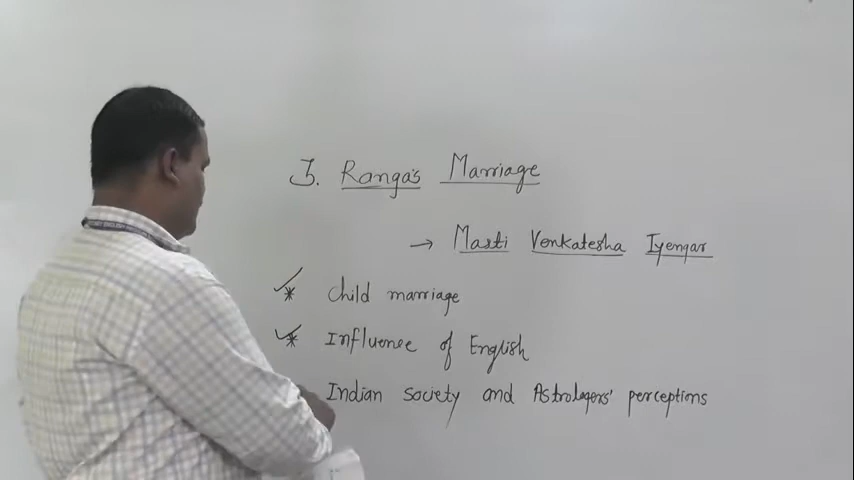 3. Ranga's Marriage
→ Masti Venkatesha Iyengar
✓* child marriage
✓* Influence of English
Indian society and Astrologers' perceptions